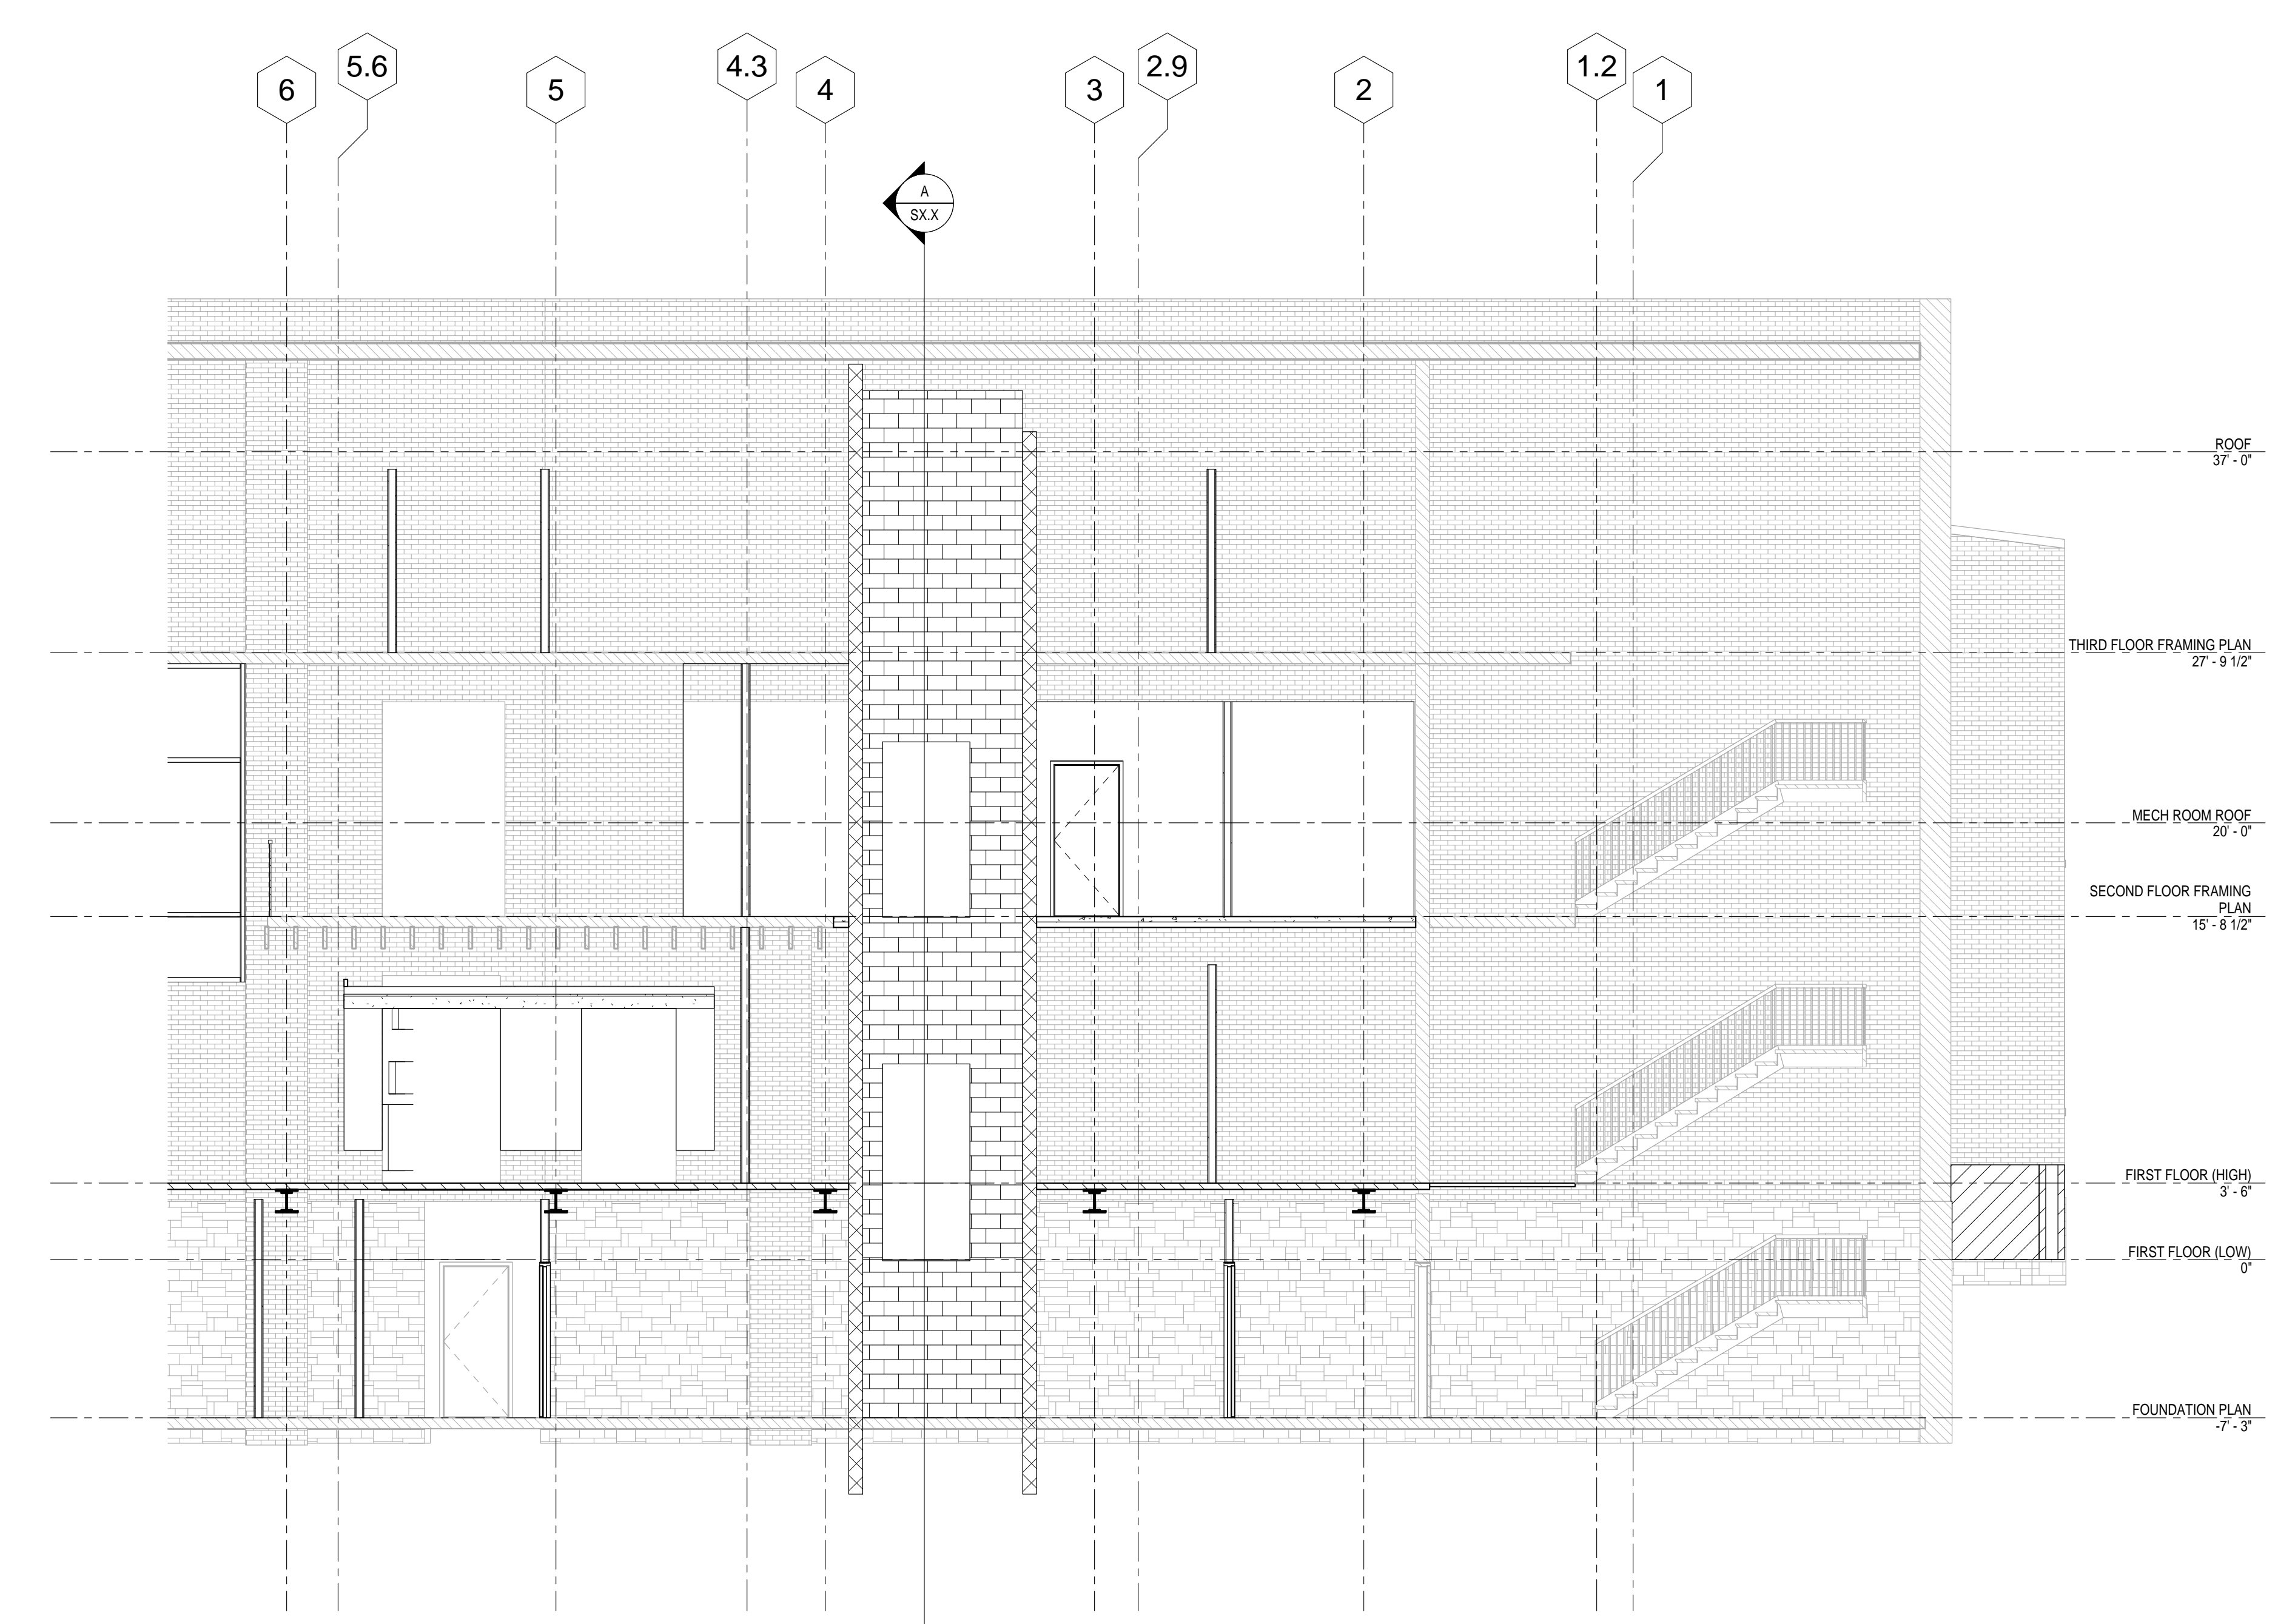 6
5.6
5
4.3
4
3
2.9
2
1.2
1
A
SX.X
ROOF
37' - 0"
THIRD FLOOR FRAMING PLAN
27' - 9 1/2"
MECH ROOM ROOF
20' - 0"
SECOND FLOOR FRAMING
PLAN
15' - 8 1/2"
FIRST FLOOR (HIGH)
3' - 6"
FIRST FLOOR (LOW)
0"
FOUNDATION PLAN
-7' - 3"